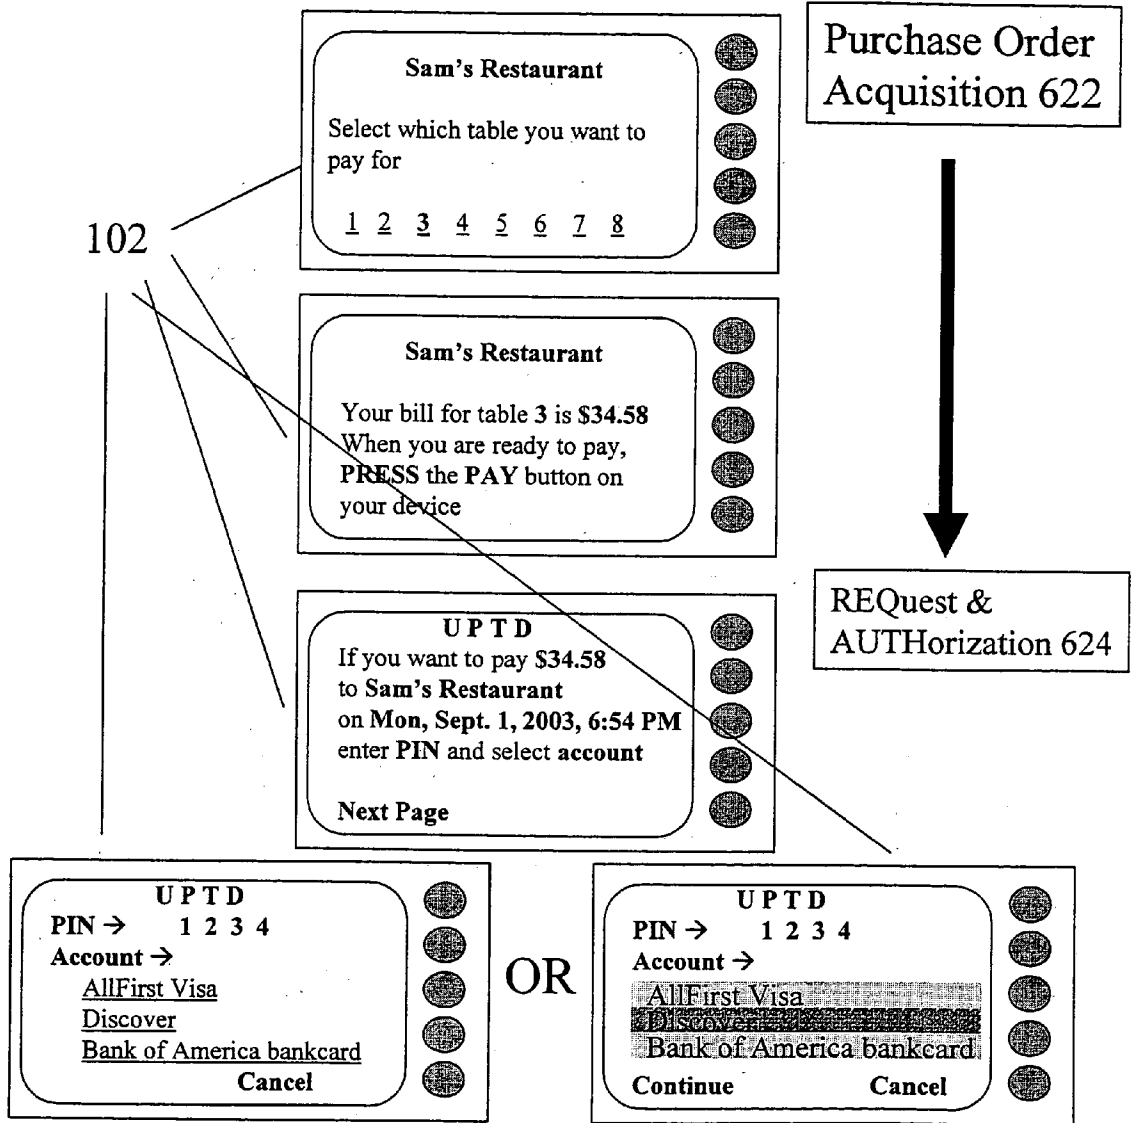 Sam's Restaurant
Select which table you want to
pay for
1 2 3 4 5 6 7 8
Purchase Order
Acquisition 622
102
Sam's Restaurant
Your bill for table 3 is $34.58
When you are ready to pay,
PRESS the PAY button on
your device
REQuest &
AUTHorization 624
U P T D
If you want to pay $34.58
to Sam's Restaurant
on Mon, Sept. 1, 2003, 6:54 PM
enter PIN and select account
Next Page
U P T D
PIN → 1 2 3 4
Account →
AllFirst Visa
Discover
Bank of America bankcard
Cancel
OR
U P T D
PIN → 1 2 3 4
Account →
AllFirst Visa
Discover
Bank of America bankcard
Continue Cancel